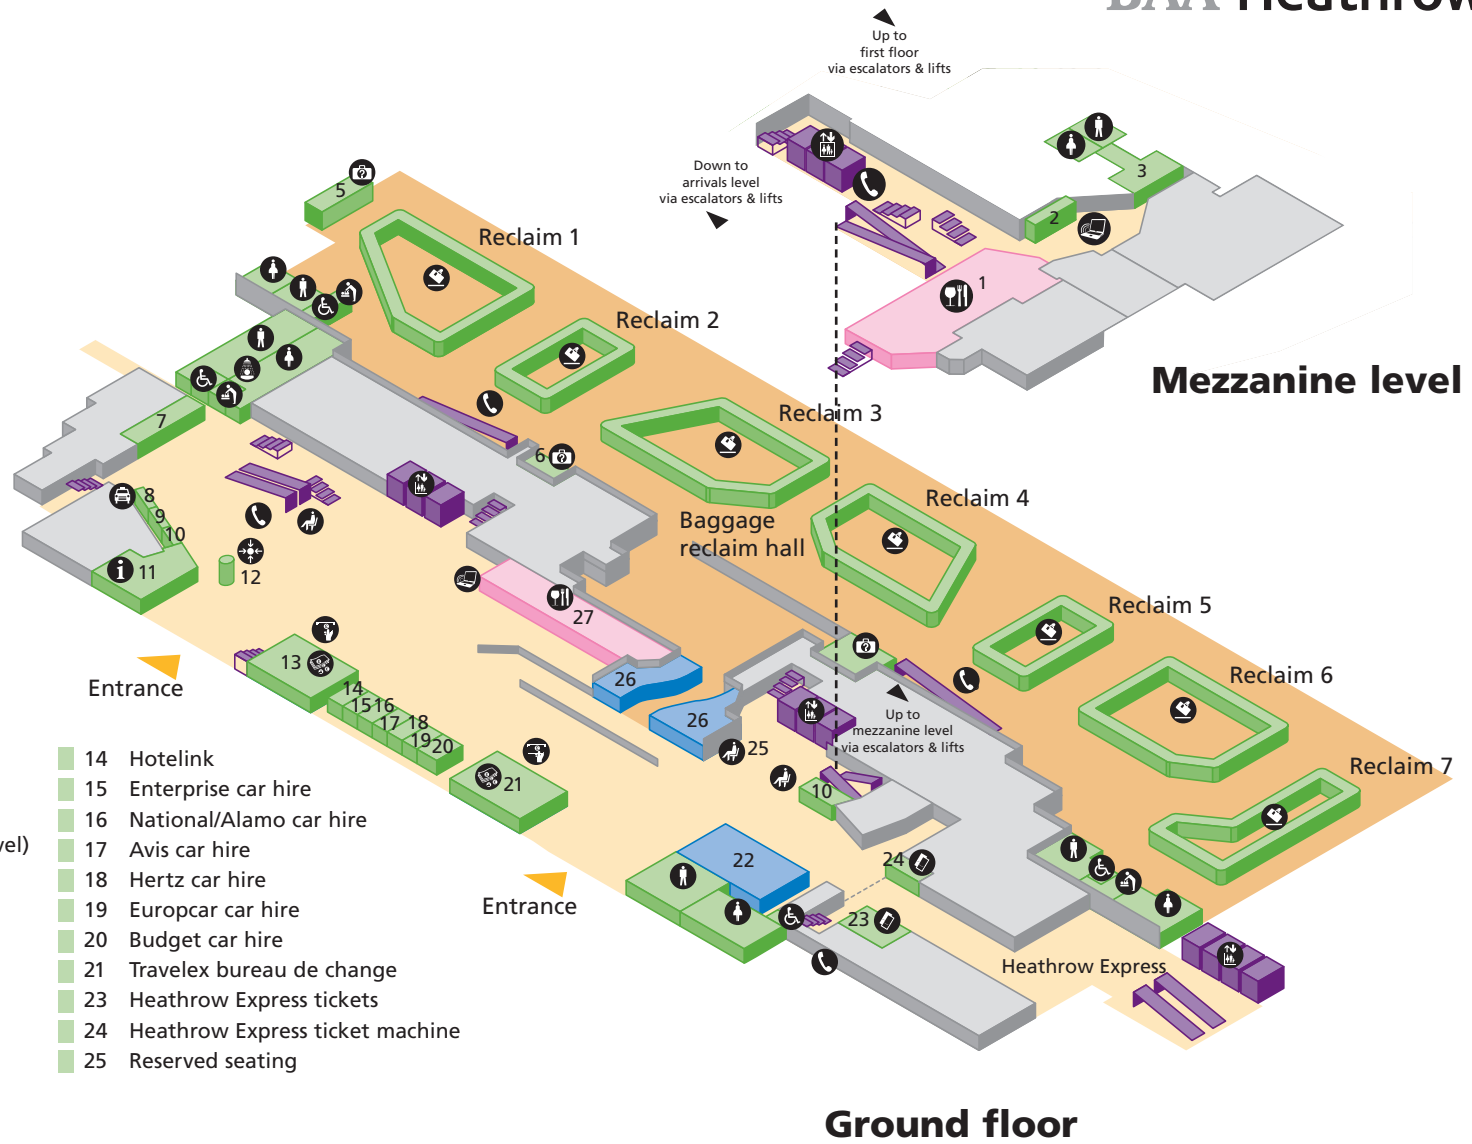 BAA Heathrow
Up to
first floor
via escalators & lifts
Down to
arrivals level
via escalators & lifts
3
2
1
Mezzanine level
5
Reclaim 1
Reclaim 2
Reclaim 3
Reclaim 4
Reclaim 5
Reclaim 6
Reclaim 7
7
6
8
9
10
11
12
Baggage
reclaim hall
27
26
26
25
Up to
mezzanine level
via escalators & lifts
10
Entrance
13
14
15 16
17 18
19 20
21
22
24
23
Entrance
Heathrow Express
vel)
14 Hotelink
15 Enterprise car hire
16 National/Alamo car hire
17 Avis car hire
18 Hertz car hire
19 Europcar car hire
20 Budget car hire
21 Travelex bureau de change
23 Heathrow Express tickets
24 Heathrow Express ticket machine
25 Reserved seating
Ground floor